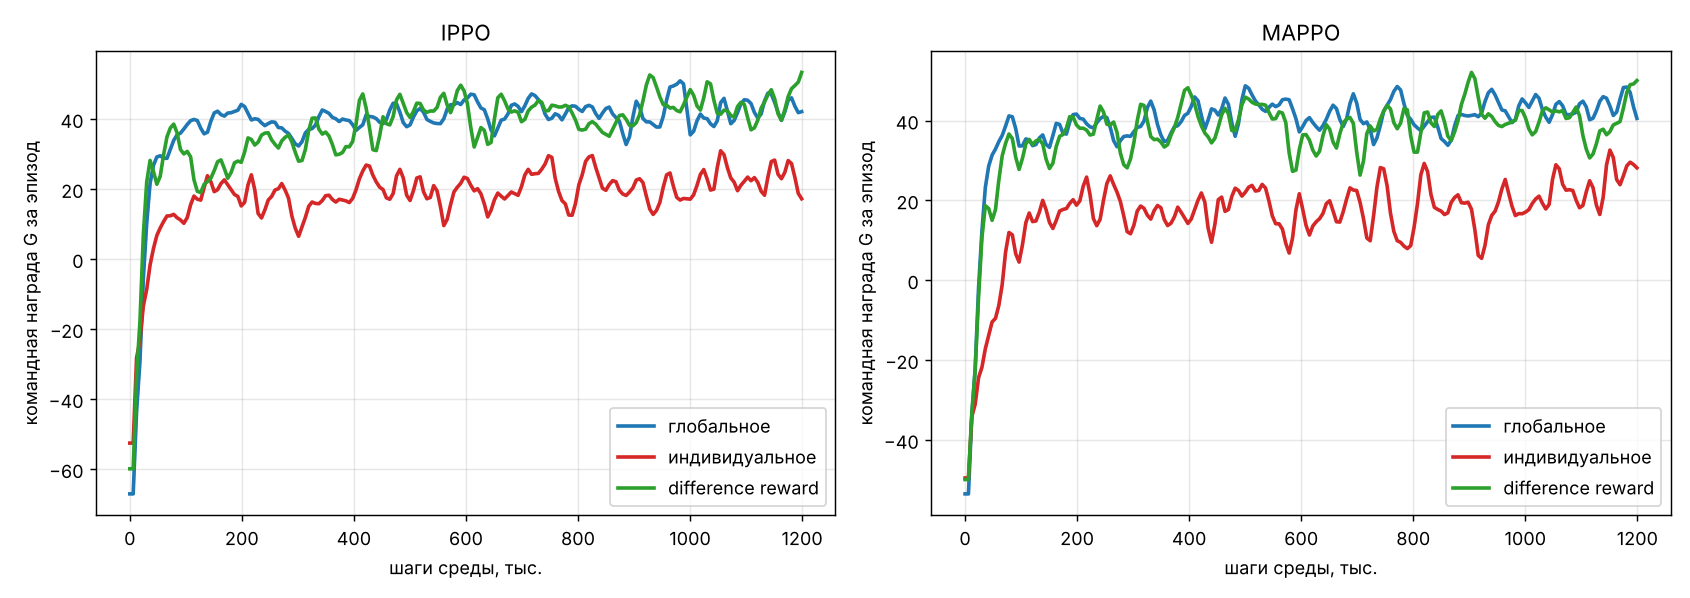 IPPO
командная награда G за эпизод
40
20
0
−20
−40
−60
0 200 400 600 800 1000 1200
шаги среды, тыс.
глобальное
индивидуальное
difference reward
MAPPO
командная награда G за эпизод
40
20
0
−20
−40
0 200 400 600 800 1000 1200
шаги среды, тыс.
глобальное
индивидуальное
difference reward